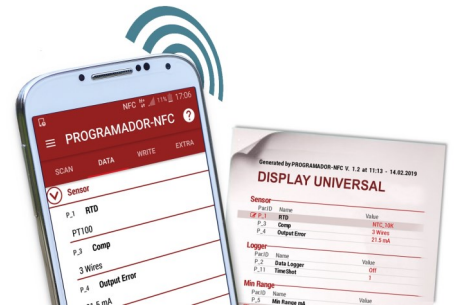 NFC 11% 17:06
PROGRAMADOR-NFC ?
SCAN DATA WRITE EXTRA
Sensor
P_1 RTD
PT100
P_3 Comp
3 Wires
P_4 Output Error
21.5 mA
Generated by PROGRAMADOR-NFC V. 1.2 at 11:13 - 14.02.2019
DISPLAY UNIVERSAL
Sensor
ParID Name Value
P_1 RTD NTC_10K
P_3 Comp 3 Wires
P_4 Output Error 21.5 mA
Logger
ParID Name Value
P_2 Data Logger Off
P_11 TimeShot 1
Min Range
ParID Name Value
P_5 Min Range mA